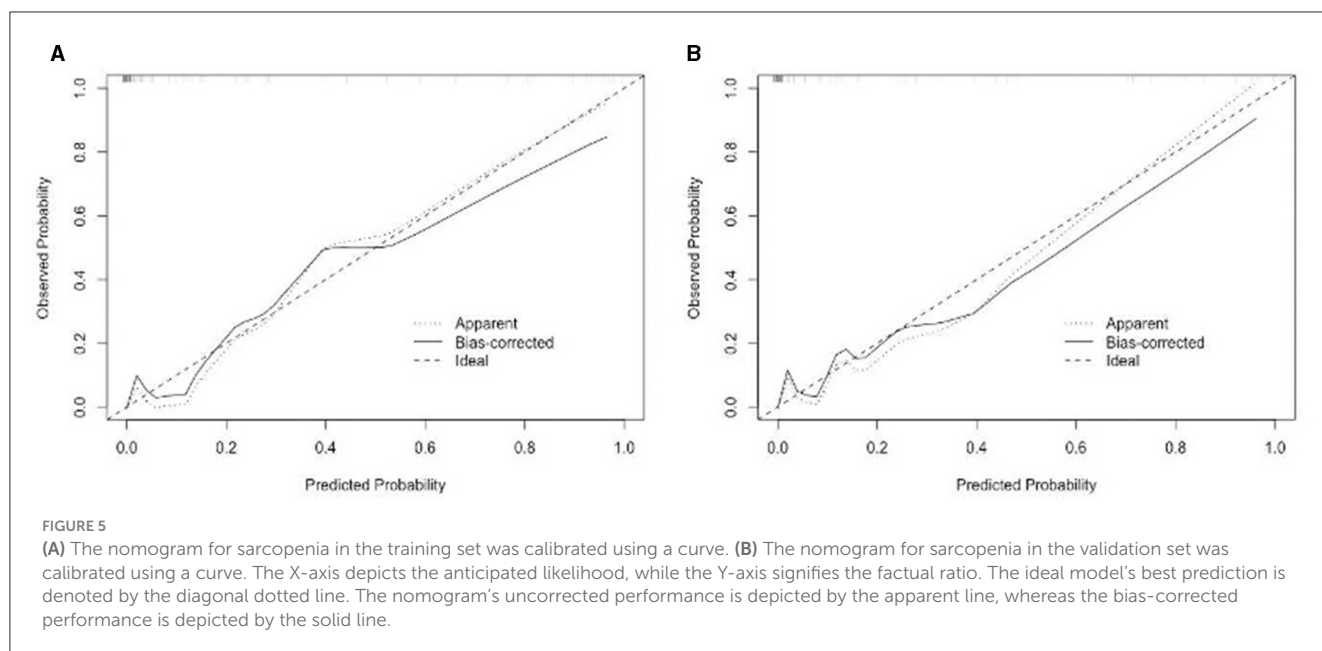 A
B
1.0
0.8
0.6
0.4
0.2
0.0
Observed Probability
Apparent
Bias-corrected
Ideal
0.0 0.2 0.4 0.6 0.8 1.0
Predicted Probability
1.0
0.8
0.6
0.4
0.2
0.0
Observed Probability
Apparent
Bias-corrected
Ideal
0.0 0.2 0.4 0.6 0.8 1.0
Predicted Probability
FIGURE 5
(A) The nomogram for sarcopenia in the training set was calibrated using a curve. (B) The nomogram for sarcopenia in the validation set was
calibrated using a curve. The X-axis depicts the anticipated likelihood, while the Y-axis signifies the factual ratio. The ideal model's best prediction is
denoted by the diagonal dotted line. The nomogram's uncorrected performance is depicted by the apparent line, whereas the bias-corrected
performance is depicted by the solid line.